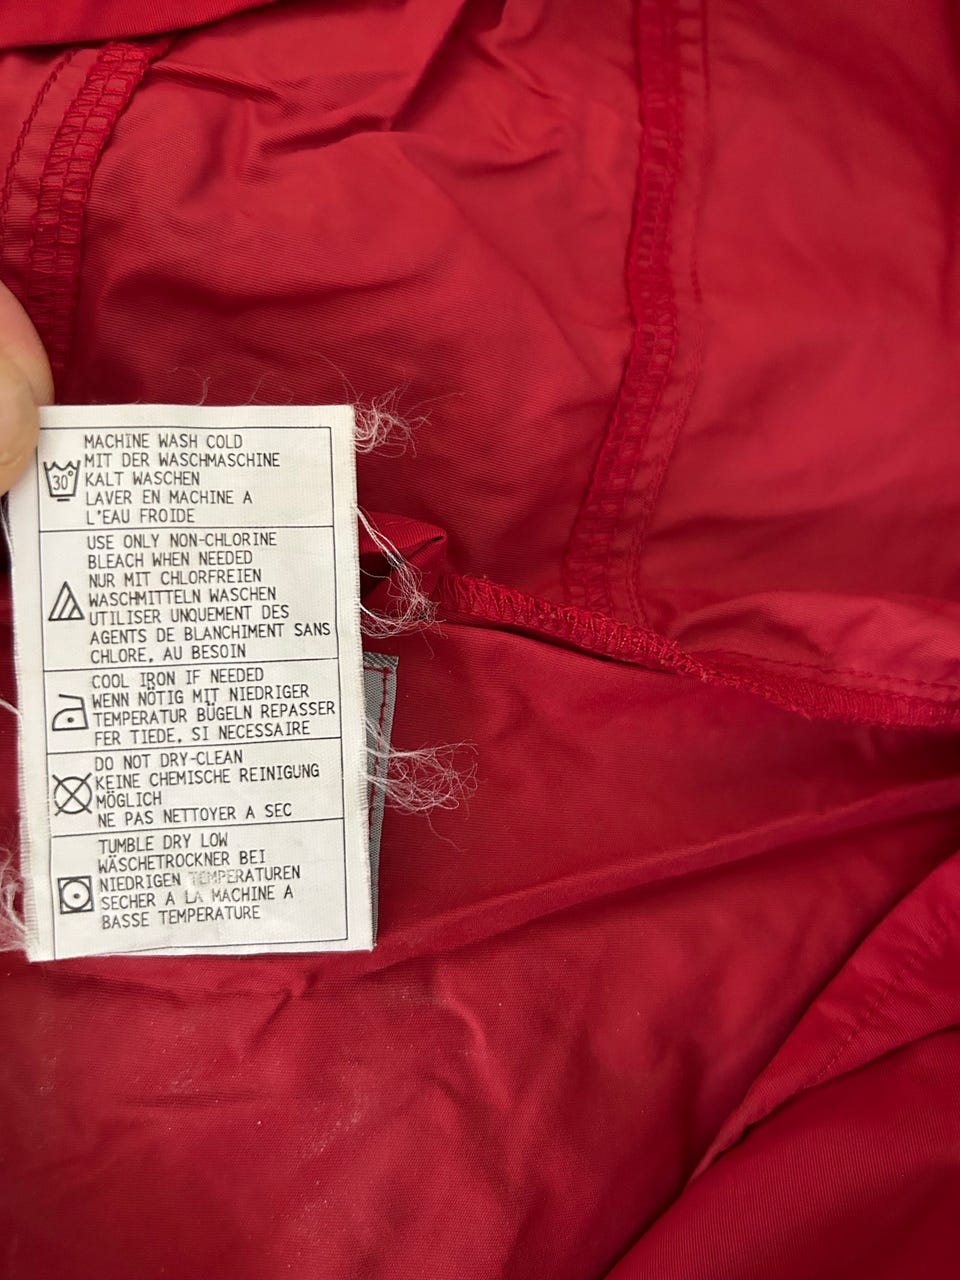 MACHINE WASH COLD
MIT DER WASCHMASCHINE
30° KALT WASCHEN
LAVER EN MACHINE A
L'EAU FROIDE
USE ONLY NON-CHLORINE
BLEACH WHEN NEEDED
NUR MIT CHLORFREIEN
WASCHMITTELN WASCHEN
UTILISER UNQUEMENT DES
AGENTS DE BLANCHIMENT SANS
CHLORE, AU BESOIN
COOL IRON IF NEEDED
WENN NÖTIG MIT NIEDRIGER
TEMPERATUR BÜGELN REPASSER
FER TIEDE, SI NECESSAIRE
DO NOT DRY-CLEAN
KEINE CHEMISCHE REINIGUNG
MÖGLICH
NE PAS NETTOYER A SEC
TUMBLE DRY LOW
WÄSCHETROCKNER BEI
NIEDRIGEN TEMPERATUREN
SECHER A LA MACHINE A
BASSE TEMPERATURE